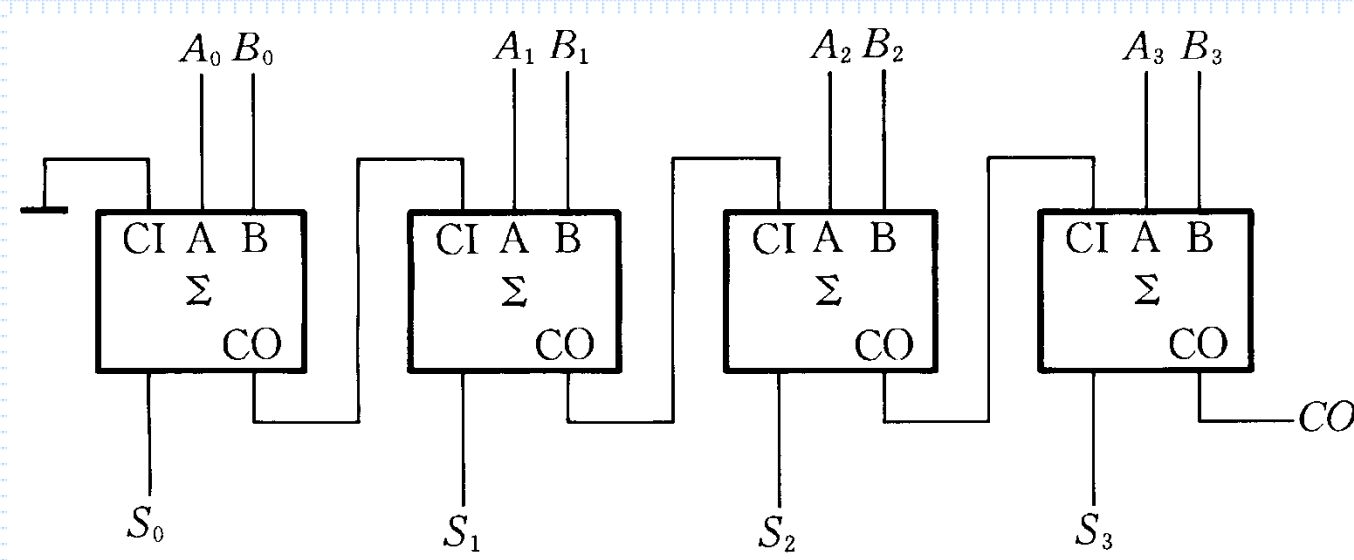 A₀ B₀ A₁ B₁ A₂ B₂ A₃ B₃
CI A B CI A B CI A B CI A B
Σ Σ Σ Σ
CO CO CO CO
CO
S₀ S₁ S₂ S₃